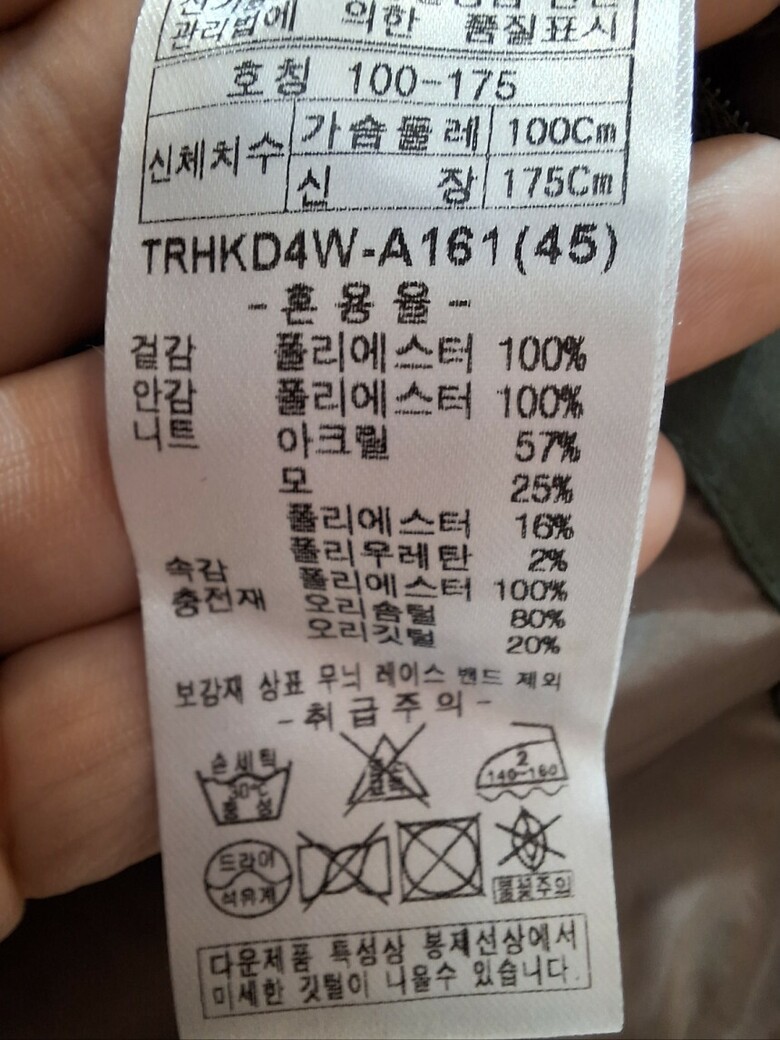 관리법에 의한 품질표시
호칭 100-175
신체치수 가슴둘레 100Cm
신 장 175Cm
TRHKD4W-A161(45)
-혼용율-
겉감 폴리에스터 100%
안감 폴리에스터 100%
니트 아크릴 57%
모 25%
폴리에스터 16%
폴리우레탄 2%
속감 폴리에스터 100%
충전재 오리솜털 80%
오리깃털 20%
보감재 상표 무늬 레이스 밴드 제외
-취급주의-
손세탁
30℃
중성
2
140-160
드라이
석유계
불꽃주의
다운제품 특성상 봉제선상에서
미세한 깃털이 나올수 있습니다.